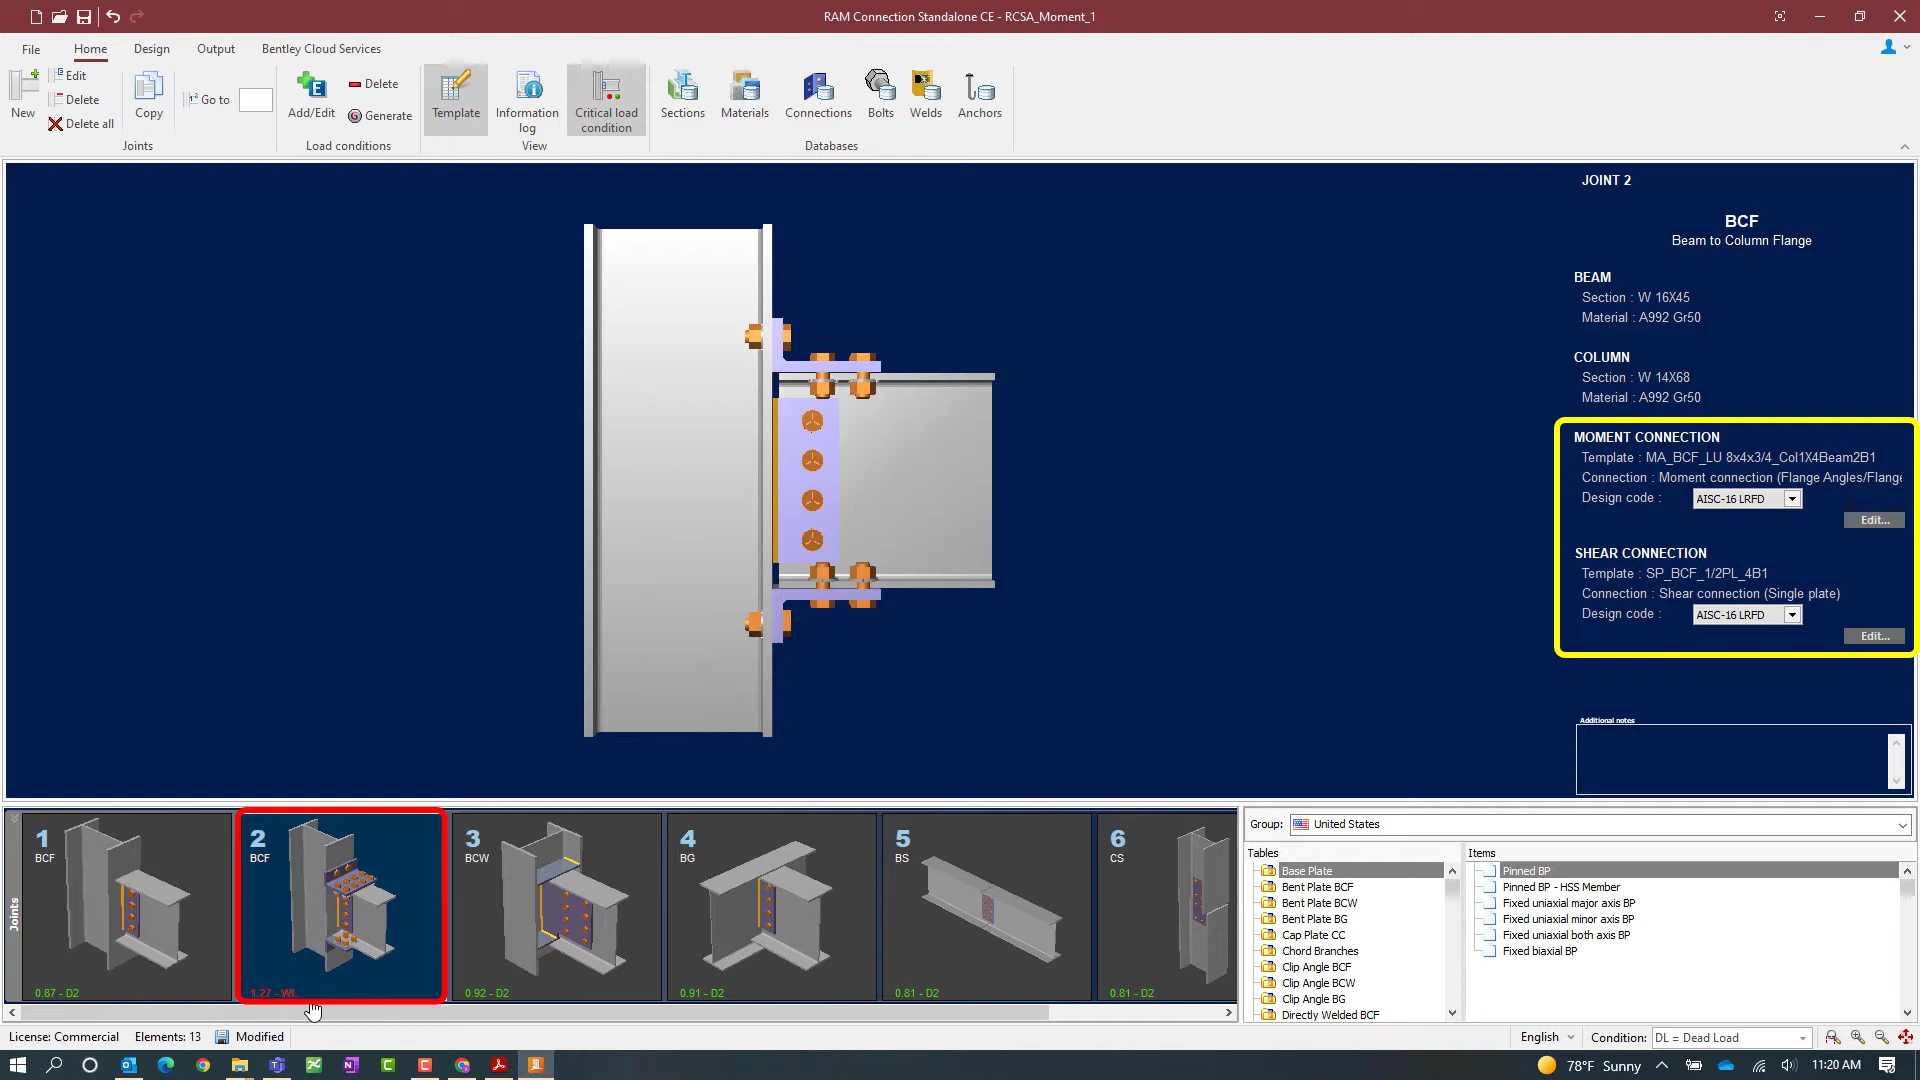 RAM Connection Standalone CE - RCSA_Moment_1
File
Home
Design
Output
Bentley Cloud Services
New
Edit
Delete
Delete all
Copy
Go to
Joints
Add/Edit
Delete
Generate
Load conditions
Template
Information log
Critical load condition
View
Sections
Materials
Connections
Bolts
Welds
Anchors
Databases
JOINT 2
BCF
Beam to Column Flange
BEAM
Section : W 16X45
Material : A992 Gr50
COLUMN
Section : W 14X68
Material : A992 Gr50
MOMENT CONNECTION
Template : MA_BCF_LU 8x4x3/4_Col1X4Beam2B1
Connection : Moment connection (Flange Angles/Flange
Design code : AISC-16 LRFD
Edit...
SHEAR CONNECTION
Template : SP_BCF_1/2PL_4B1
Connection : Shear connection (Single plate)
Design code : AISC-16 LRFD
Edit...
Additional notes
Joints
1
BCF
0.87 - D2
2
BCF
1.27 - WL
3
BCW
0.92 - D2
4
BG
0.91 - D2
5
BS
0.81 - D2
6
CS
0.81 - D2
Group: United States
Tables
Base Plate
Bent Plate BCF
Bent Plate BCW
Bent Plate BG
Cap Plate CC
Chord Branches
Clip Angle BCF
Clip Angle BCW
Clip Angle BG
Directly Welded BCF
Items
Pinned BP
Pinned BP - HSS Member
Fixed uniaxial major axis BP
Fixed uniaxial minor axis BP
Fixed uniaxial both axis BP
Fixed biaxial BP
License: Commercial
Elements: 13
Modified
English
Condition: DL = Dead Load
78°F Sunny
11:20 AM